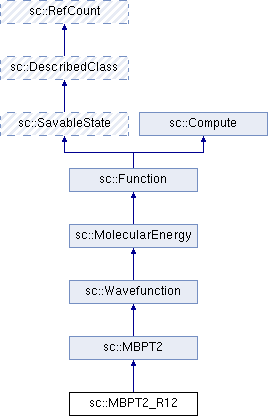 sc::RefCount
sc::DescribedClass
sc::SavableState
sc::Compute
sc::Function
sc::MolecularEnergy
sc::Wavefunction
sc::MBPT2
sc::MBPT2_R12